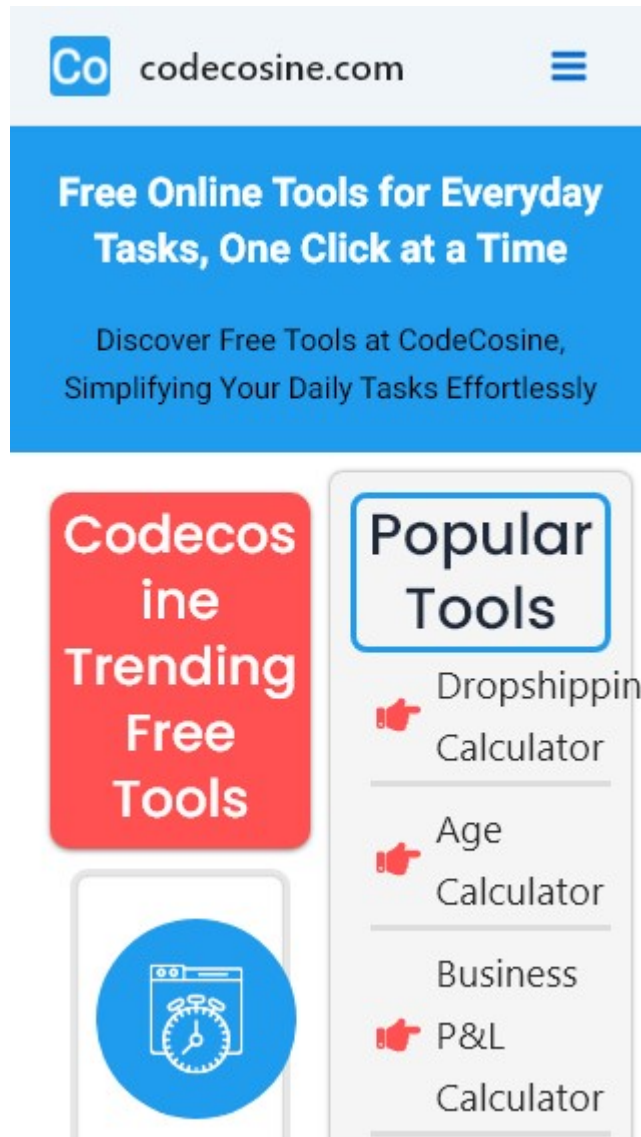 Co codecosine.com
Free Online Tools for Everyday
Tasks, One Click at a Time
Discover Free Tools at CodeCosine,
Simplifying Your Daily Tasks Effortlessly
Codecos
ine
Trending
Free
Tools
Popular
Tools
Dropshippin
Calculator
Age
Calculator
Business
P&L
Calculator